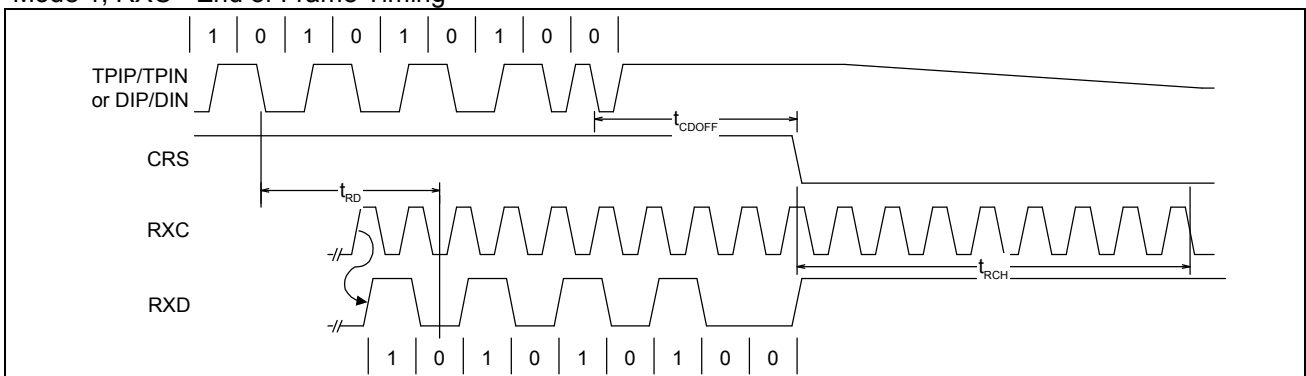 Mode 1, RXC - End of Frame Timing
1 0 1 0 1 0 1 0 0
TPIP/TPIN
or DIP/DIN
tCDOFF
CRS
tRD
RXC
tRCH
RXD
1 0 1 0 1 0 1 0 0